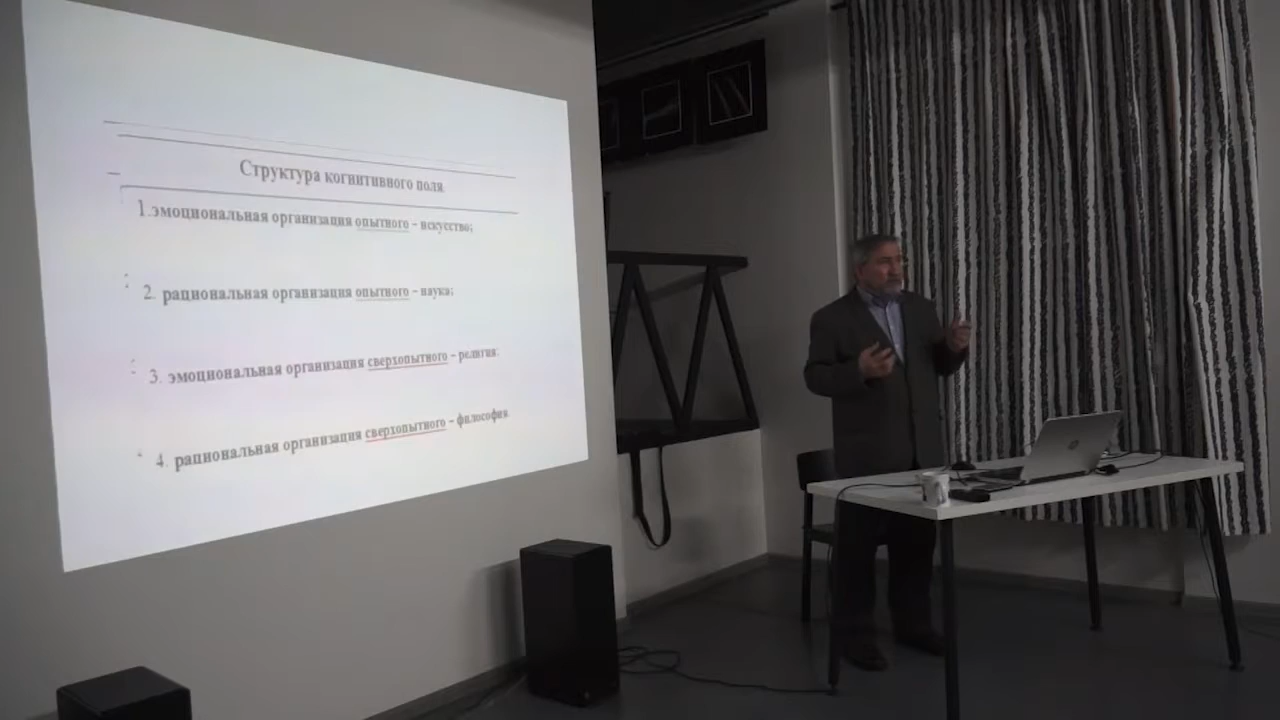 Структура когнитивного поля
1.эмоциональная организация опытного – искусство;
2. рациональная организация опытного – наука;
3. эмоциональная организация сверхопытного – религия;
4. рациональная организация сверхопытного – философия